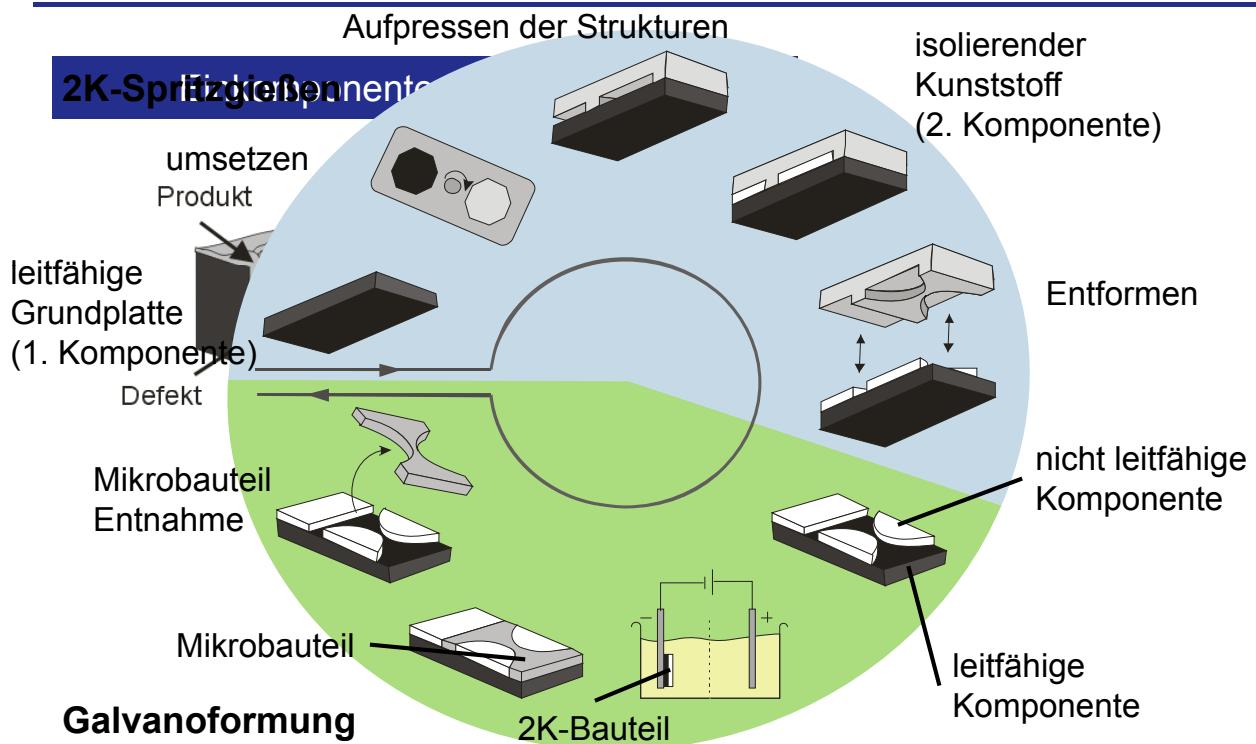 Aufpressen der Strukturen
isolierender
Kunststoff
(2. Komponente)
2K-Spritzgießen
umsetzen
Produkt
leitfähige
Grundplatte
(1. Komponente)
Defekt
Entformen
Mikrobauteil
Entnahme
nicht leitfähige
Komponente
−
+
Mikrobauteil
leitfähige
Komponente
Galvanoformung
2K-Bauteil